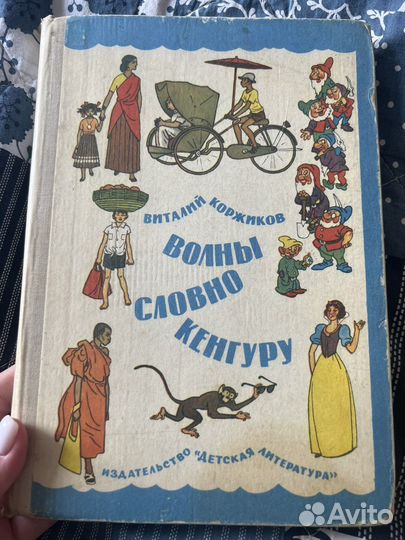 ВИТАЛИЙ КОРЖИКОВ
ВОЛНЫ
СЛОВНО
КЕНГУРУ
ИЗДАТЕЛЬСТВО "ДЕТСКАЯ ЛИТЕРАТУРА"
Avito